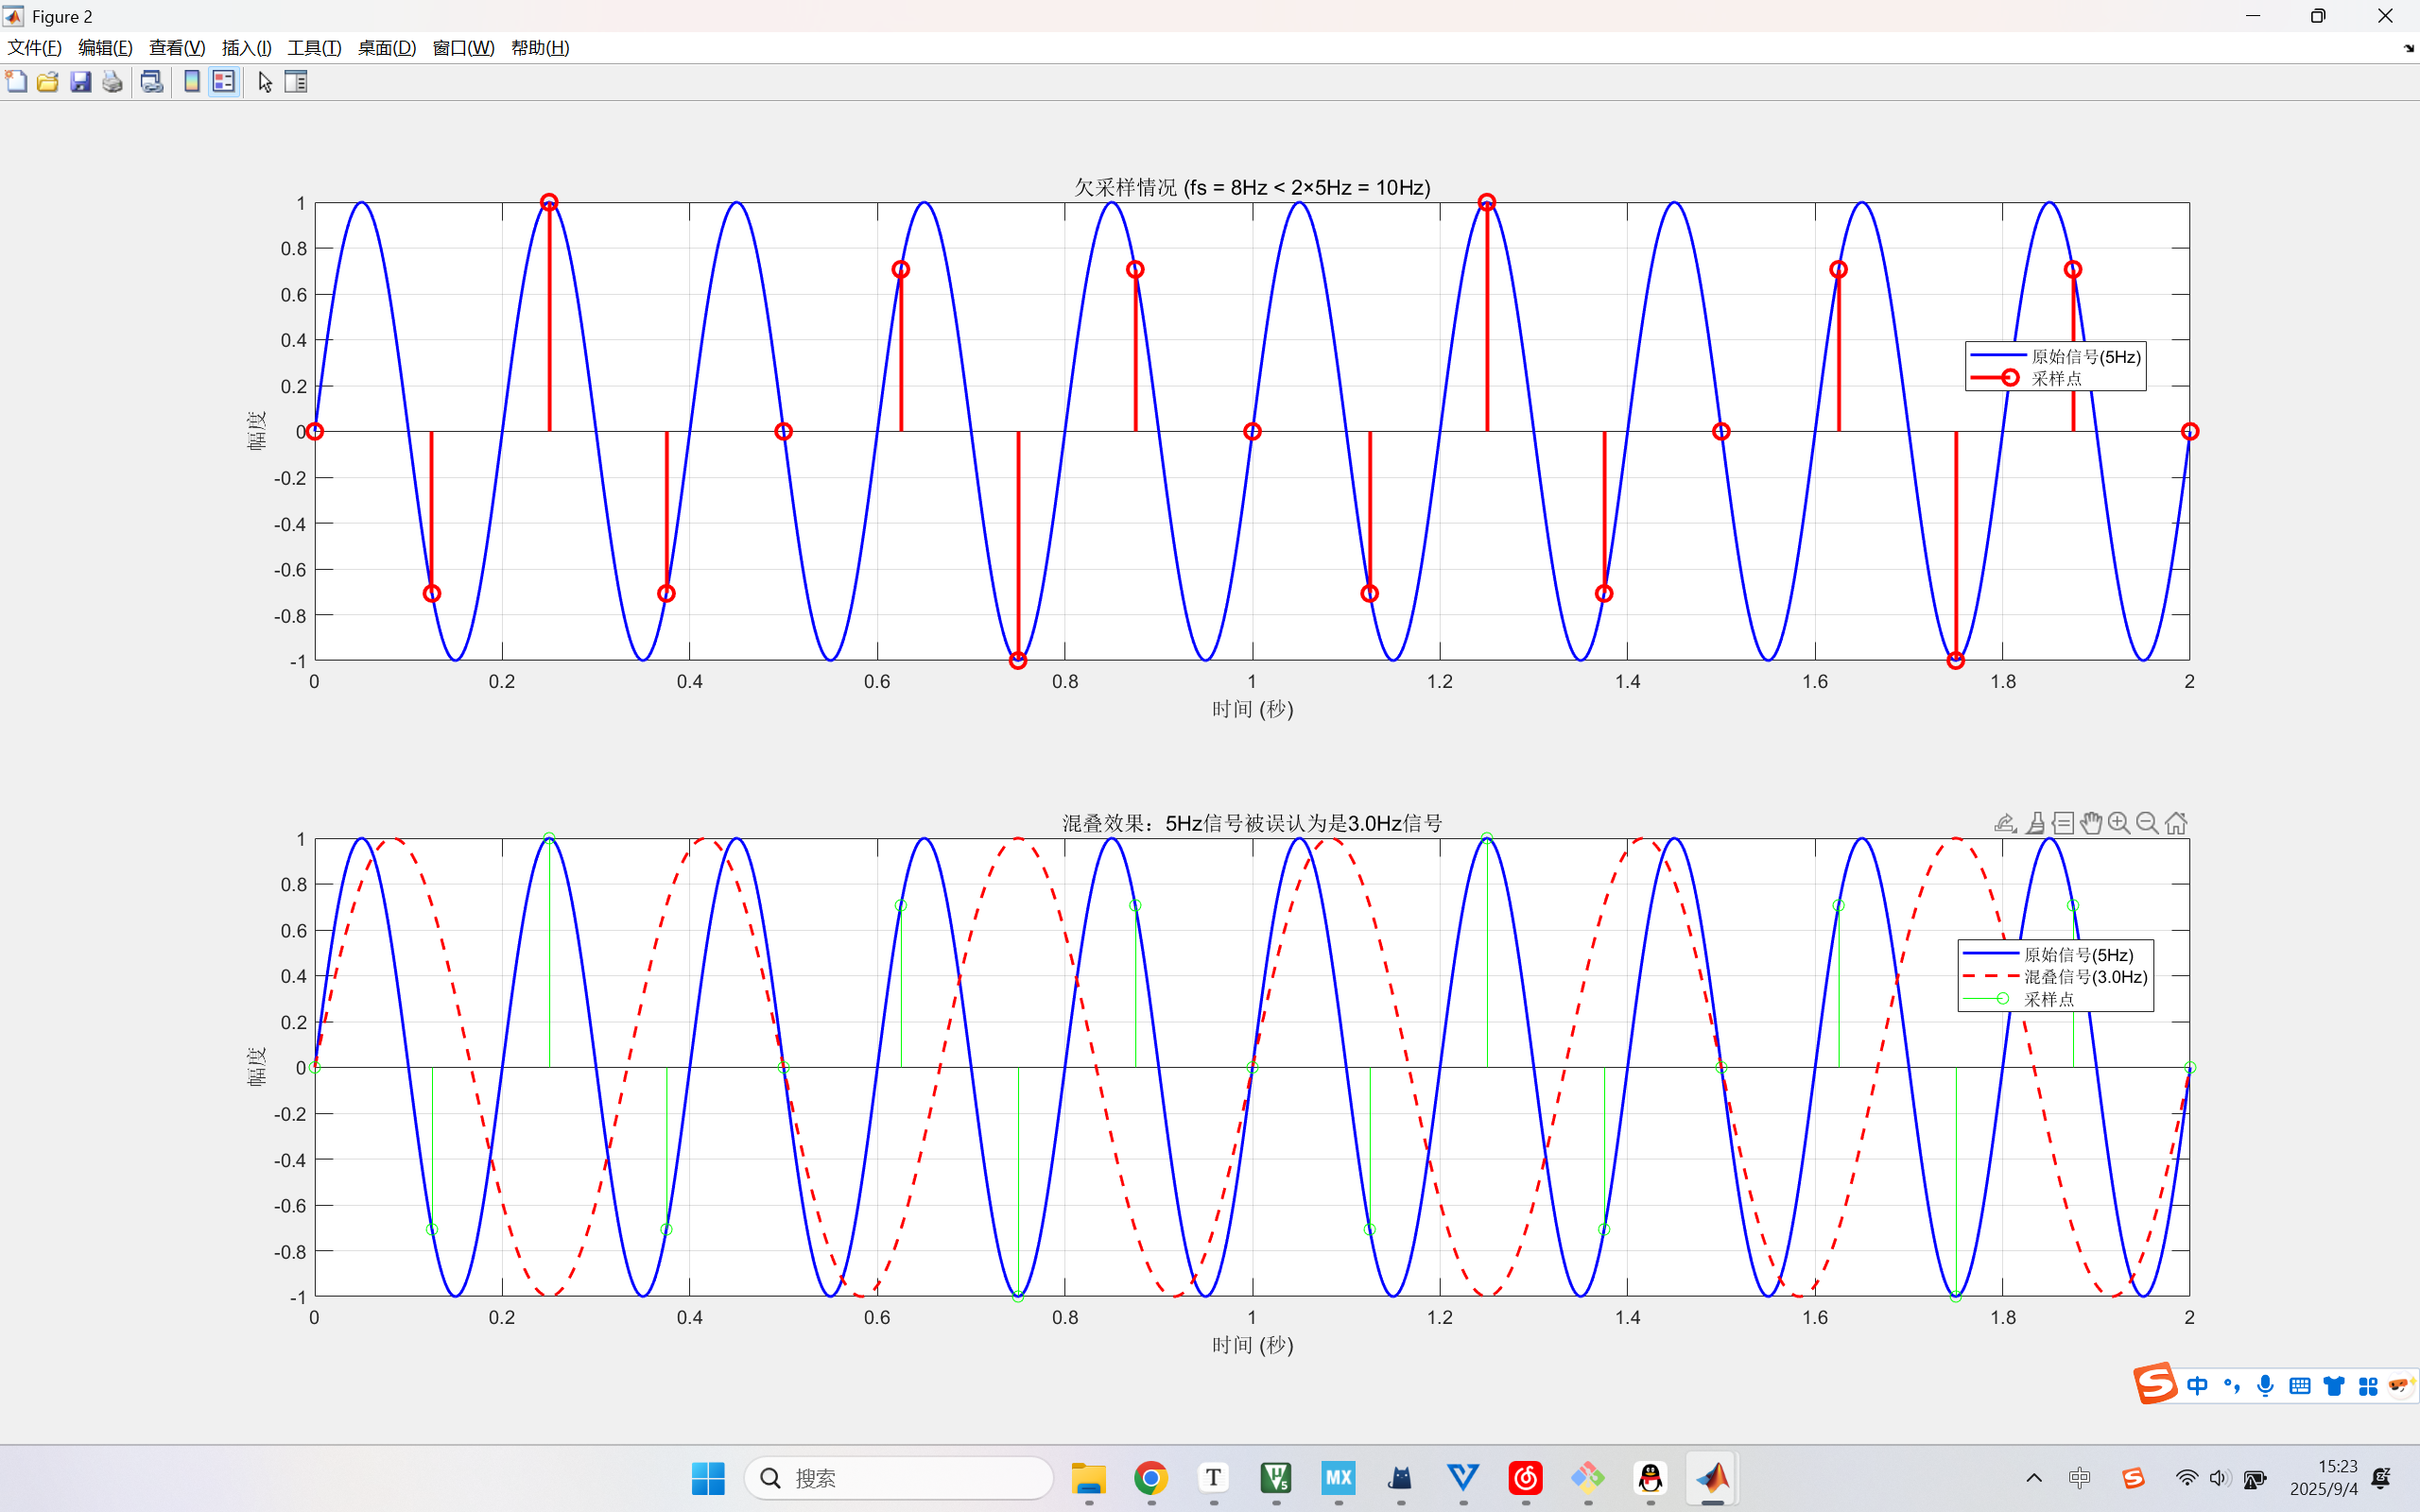 Figure 2
文件(F) 编辑(E) 查看(V) 插入(I) 工具(T) 桌面(D) 窗口(W) 帮助(H)
欠采样情况 (fs = 8Hz < 2×5Hz = 10Hz)
1
0.8
0.6
0.4
0.2
0
-0.2
-0.4
-0.6
-0.8
-1
幅度
原始信号(5Hz)
采样点
0 0.2 0.4 0.6 0.8 1 1.2 1.4 1.6 1.8 2
时间 (秒)
混叠效果：5Hz信号被误认为是3.0Hz信号
1
0.8
0.6
0.4
0.2
0
-0.2
-0.4
-0.6
-0.8
-1
幅度
原始信号(5Hz)
混叠信号(3.0Hz)
采样点
0 0.2 0.4 0.6 0.8 1 1.2 1.4 1.6 1.8 2
时间 (秒)
S 中
搜索
T
V5
MX
中
S
15:23
2025/9/4